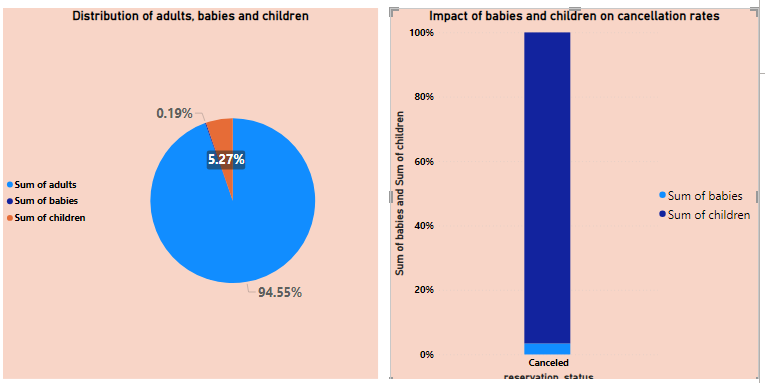 Distribution of adults, babies and children
0.19%
5.27%
94.55%
Sum of adults
Sum of babies
Sum of children
Impact of babies and children on cancellation rates
100%
80%
60%
40%
20%
0%
Sum of babies and Sum of children
Canceled
reservation_status
Sum of babies
Sum of children